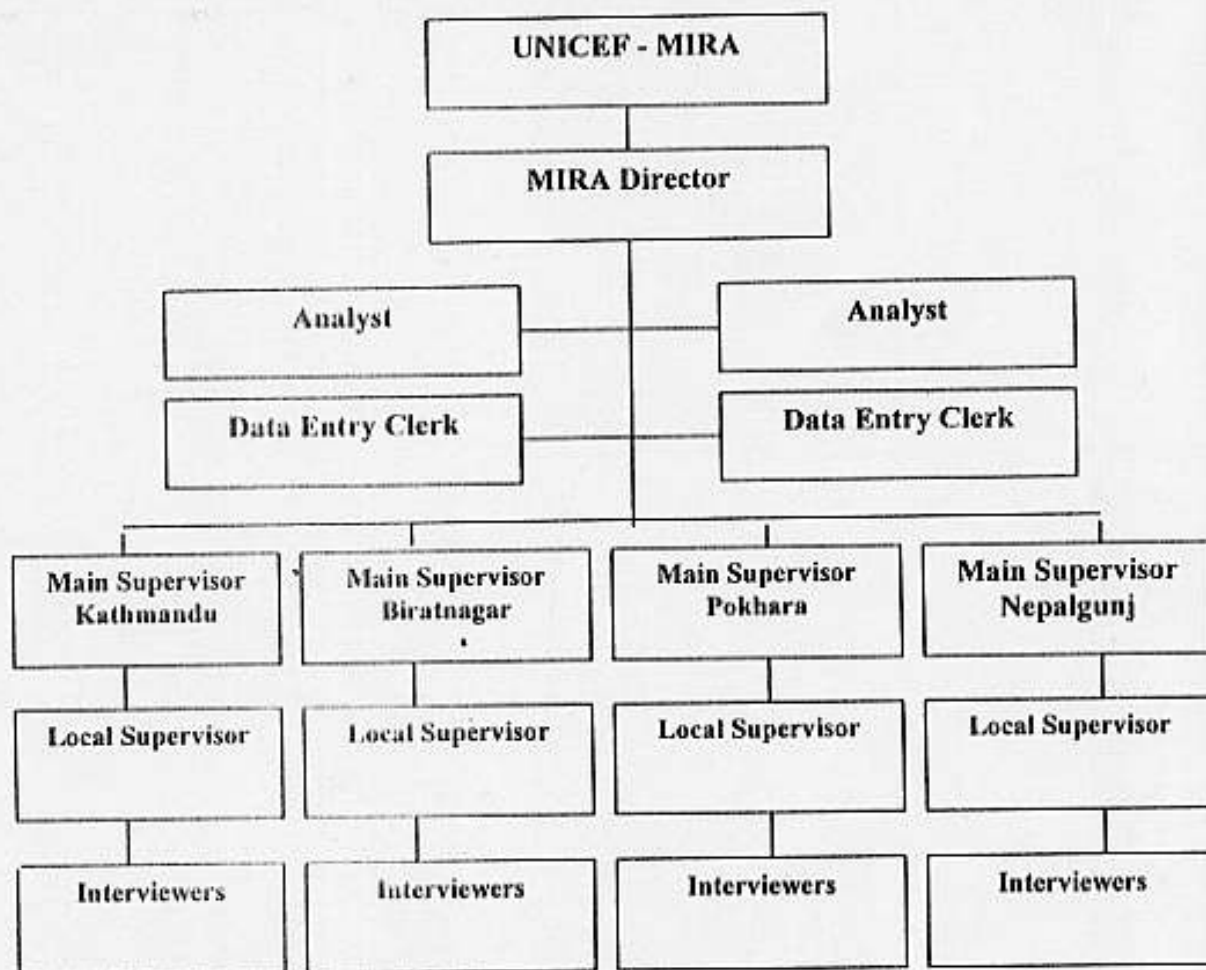 UNICEF - MIRA
MIRA Director
Analyst
Analyst
Data Entry Clerk
Data Entry Clerk
Main Supervisor
Kathmandu
Main Supervisor
Biratnagar
Main Supervisor
Pokhara
Main Supervisor
Nepalgunj
Local Supervisor
Local Supervisor
Local Supervisor
Local Supervisor
Interviewers
Interviewers
Interviewers
Interviewers